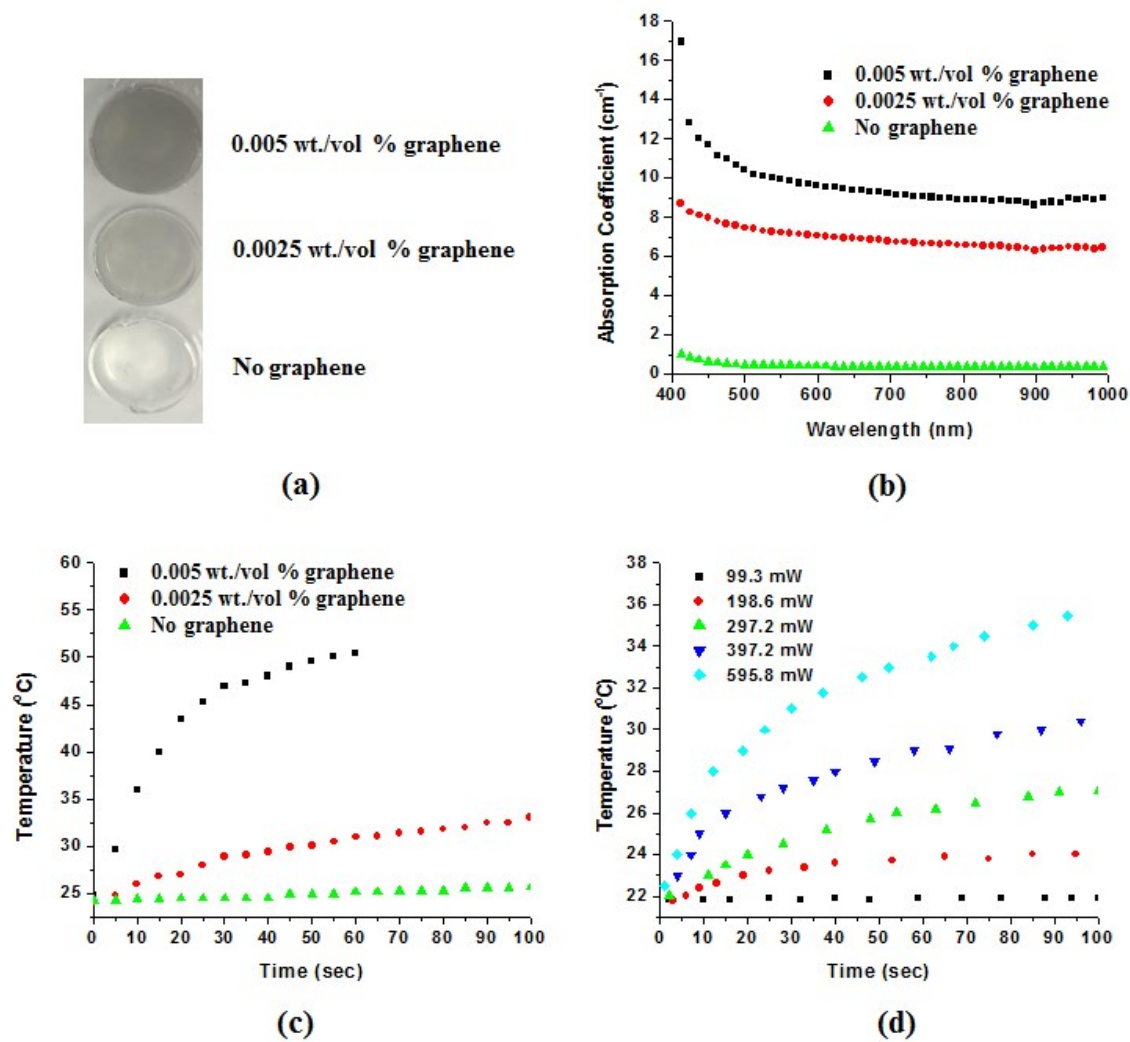 0.005 wt./vol % graphene
0.0025 wt./vol % graphene
No graphene
(a)
18
16
14
12
10
8
6
4
2
0
Absorption Coefficient (cm⁻¹)
0.005 wt./vol % graphene
0.0025 wt./vol % graphene
No graphene
400 500 600 700 800 900 1000
Wavelength (nm)
(b)
60
55
50
45
40
35
30
25
Temperature (°C)
0.005 wt./vol % graphene
0.0025 wt./vol % graphene
No graphene
0 10 20 30 40 50 60 70 80 90 100
Time (sec)
(c)
38
36
34
32
30
28
26
24
22
Temperature (°C)
99.3 mW
198.6 mW
297.2 mW
397.2 mW
595.8 mW
0 10 20 30 40 50 60 70 80 90 100
Time (sec)
(d)